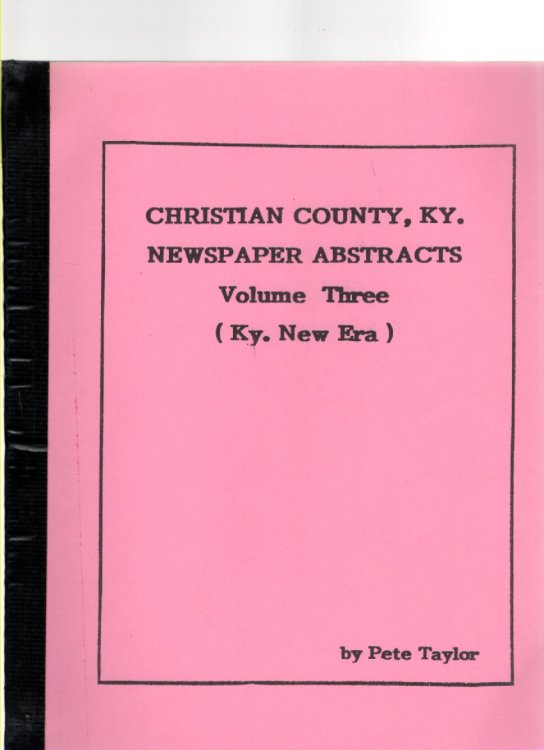 CHRISTIAN COUNTY, KY.
NEWSPAPER ABSTRACTS
Volume Three
( Ky. New Era )
by Pete Taylor